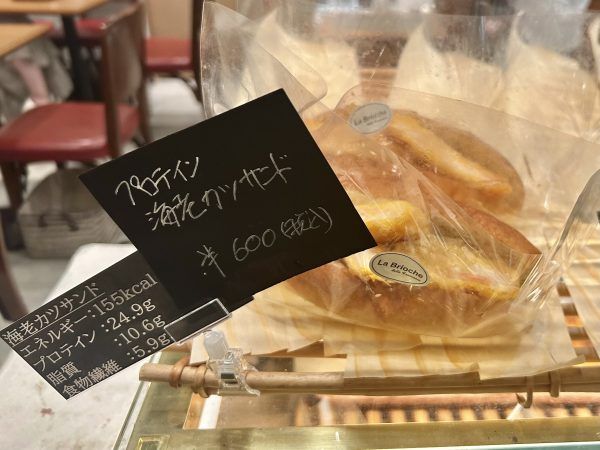 プロテイン
海老カツサンド
¥600(税込)
海老カツサンド
エネルギー:155kcal
プロテイン:24.9g
脂質:10.6g
食物繊維:5.9g
La Brioche
La Brioche